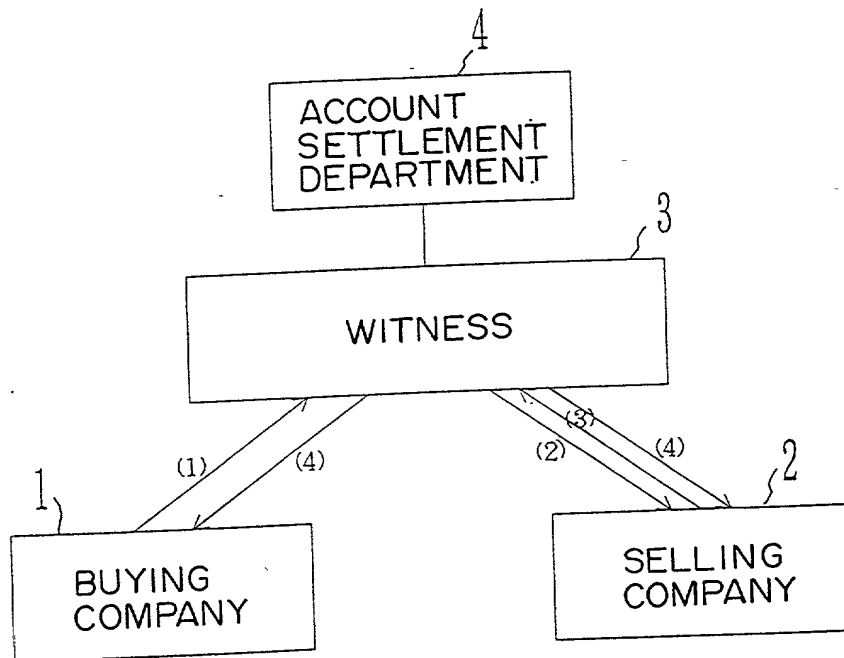 4
ACCOUNT
SETTLEMENT
DEPARTMENT
3
WITNESS
(1)
(4)
(2)
(3)
(4)
1
2
BUYING
COMPANY
SELLING
COMPANY